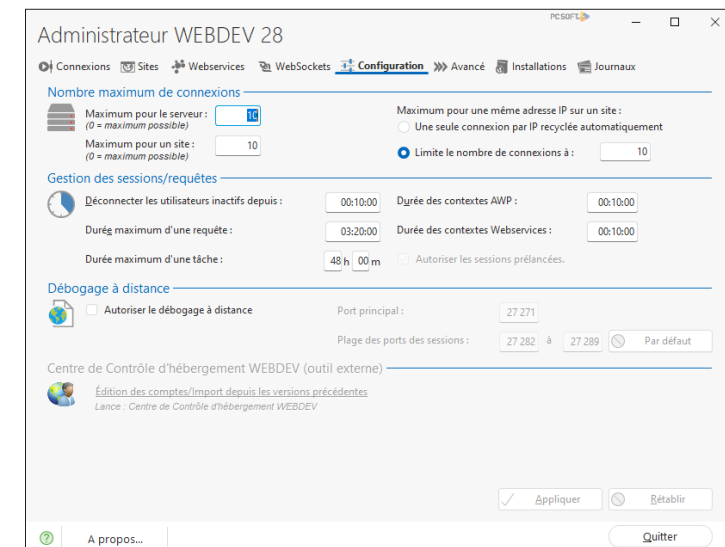 PC SOFT
Administrateur WEBDEV 28
Connexions Sites Webservices WebSockets Configuration Avancé Installations Journaux
Nombre maximum de connexions
Maximum pour le serveur : 10
(0 = maximum possible)
Maximum pour un site : 10
(0 = maximum possible)
Maximum pour une même adresse IP sur un site :
Une seule connexion par IP recyclée automatiquement
Limite le nombre de connexions à : 10
Gestion des sessions/requêtes
Déconnecter les utilisateurs inactifs depuis : 00:10:00 Durée des contextes AWP : 00:10:00
Durée maximum d'une requête : 03:20:00 Durée des contextes Webservices : 00:10:00
Durée maximum d'une tâche : 48 h 00 m Autoriser les sessions prélancées.
Débogage à distance
Autoriser le débogage à distance Port principal : 27 271
Plage des ports des sessions : 27 282 à 27 289 Par défaut
Centre de Contrôle d'hébergement WEBDEV (outil externe)
Édition des comptes/Import depuis les versions précédentes
Lance : Centre de Contrôle d'hébergement WEBDEV
Appliquer Rétablir
? A propos... Quitter